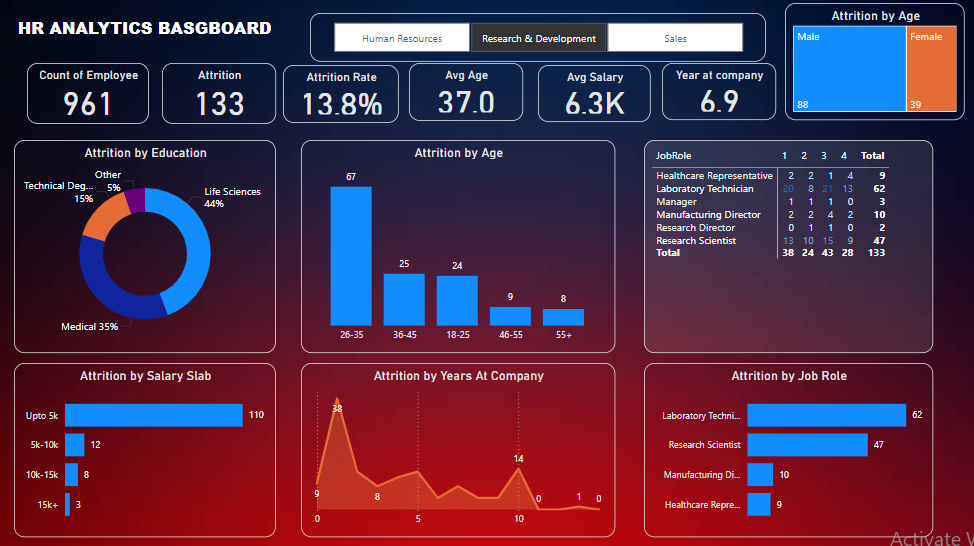 HR ANALYTICS BASGBOARD
Human Resources
Research & Development
Sales
Attrition by Age
Male
Female
88
39
Count of Employee
961
Attrition
133
Attrition Rate
13.8%
Avg Age
37.0
Avg Salary
6.3K
Year at company
6.9
Attrition by Education
Other
5%
Technical Deg...
15%
Life Sciences
44%
Medical 35%
Attrition by Age
67
25
24
9
8
26-35
36-45
18-25
46-55
55+
JobRole 1 2 3 4 Total
Healthcare Representative 2 2 1 4 9
Laboratory Technician 20 8 21 13 62
Manager 1 1 1 0 3
Manufacturing Director 2 2 4 2 10
Research Director 0 1 1 0 2
Research Scientist 13 10 15 9 47
Total 38 24 43 28 133
Attrition by Salary Slab
Upto 5k 110
5k-10k 12
10k-15k 8
15k+ 3
Attrition by Years At Company
38
9
8
14
0
1
0
0
5
10
Attrition by Job Role
Laboratory Techni... 62
Research Scientist 47
Manufacturing Di... 10
Healthcare Repre... 9
Activate W